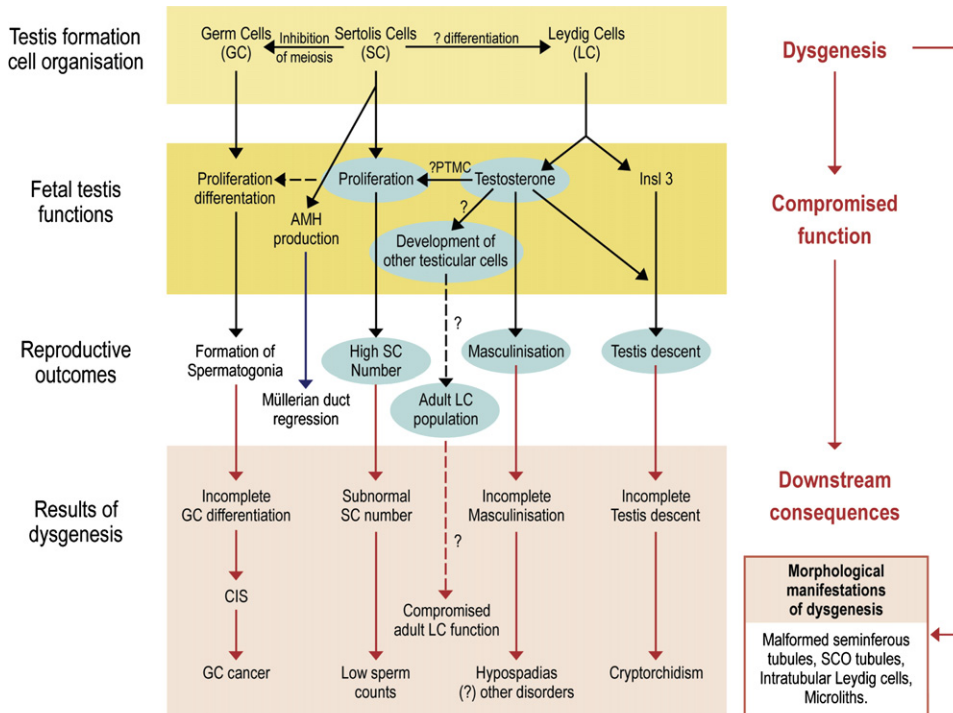 Testis formation
cell organisation
Germ Cells
(GC)
Inhibition
of meiosis
Sertolis Cells
(SC)
? differentiation
Leydig Cells
(LC)
Dysgenesis
Fetal testis
functions
Proliferation
differentiation
AMH
production
Proliferation
?PTMC
Testosterone
?
Development of
other testicular cells
Insl 3
Compromised
function
Reproductive
outcomes
Formation of
Spermatogonia
Müllerian duct
regression
High SC
Number
?
Adult LC
population
Masculinisation
Testis descent
Results of
dysgenesis
Incomplete
GC differentiation
CIS
GC cancer
Subnormal
SC number
Low sperm
counts
?
Compromised
adult LC function
Incomplete
Masculinisation
Hypospadias
(?) other disorders
Incomplete
Testis descent
Cryptorchidism
Downstream
consequences
Morphological
manifestations
of dysgenesis
Malformed seminferous
tubules, SCO tubules,
Intratubular Leydig cells,
Microliths.